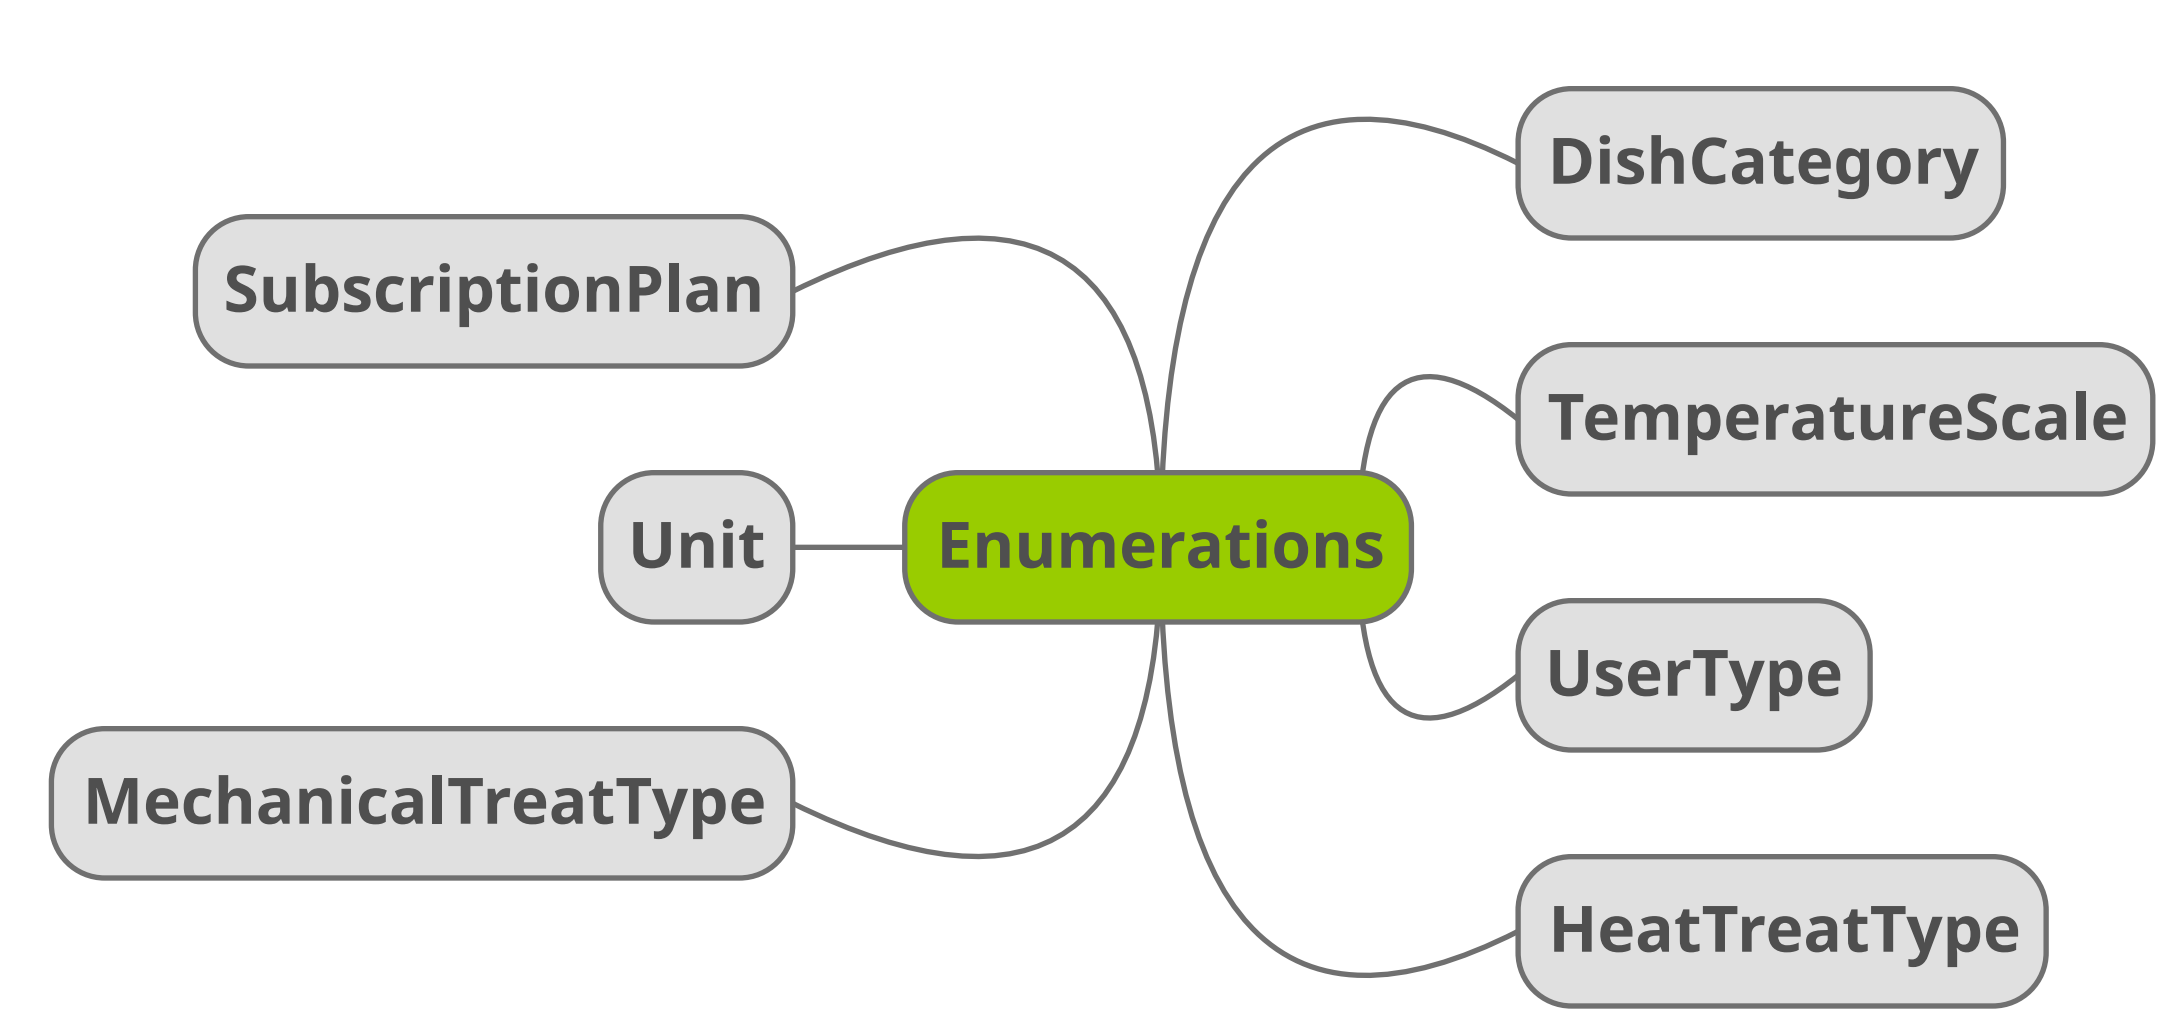 DishCategory
SubscriptionPlan
TemperatureScale
Unit
Enumerations
UserType
MechanicalTreatType
HeatTreatType